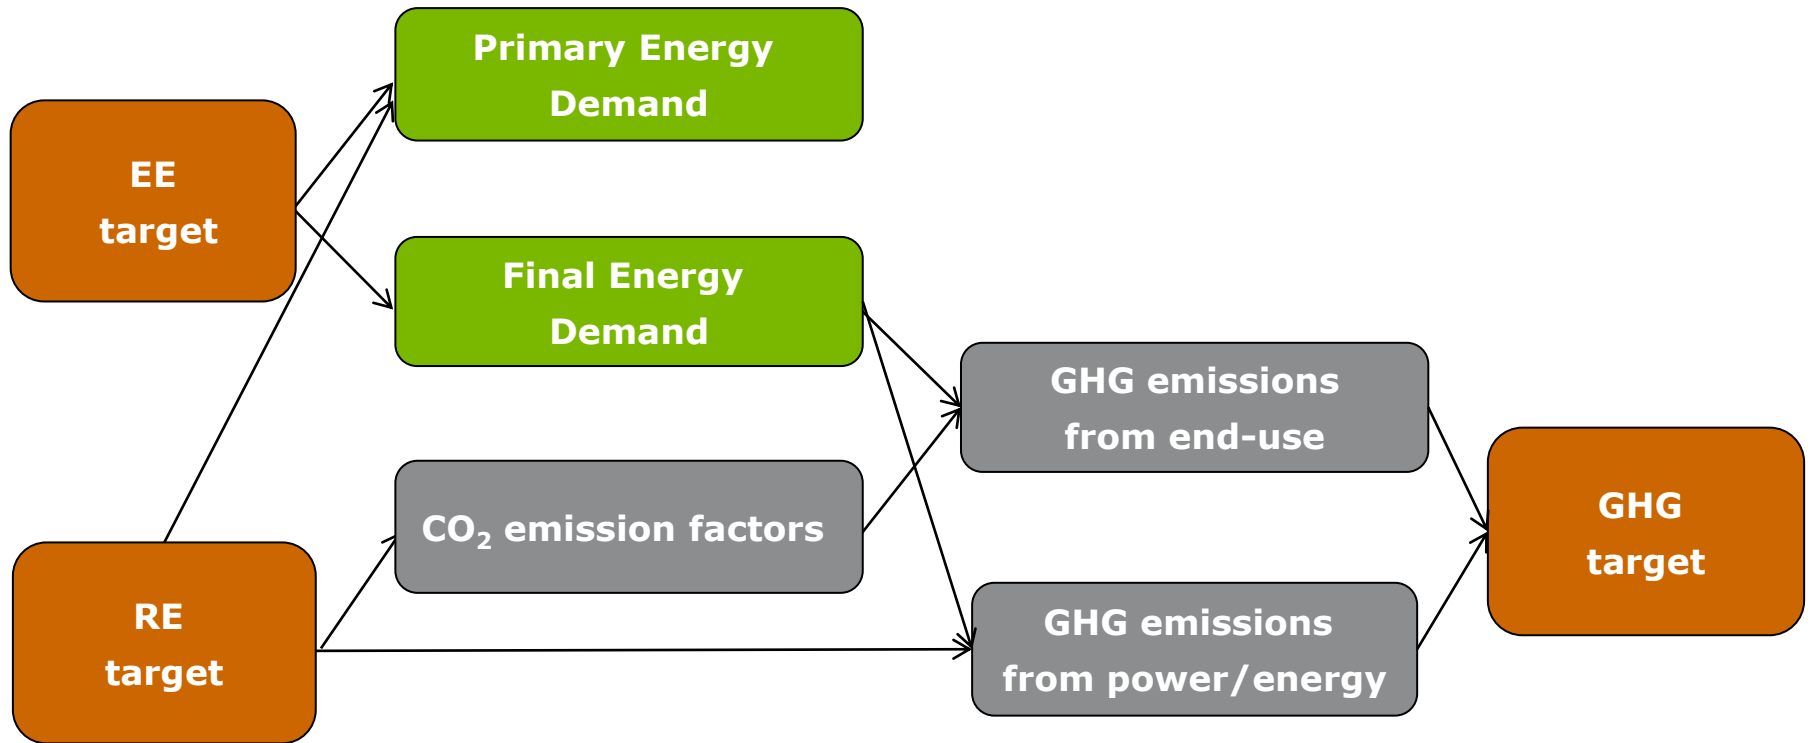 Primary Energy
Demand
EE
target
Final Energy
Demand
GHG emissions
from end-use
CO₂ emission factors
GHG
target
RE
target
GHG emissions
from power/energy